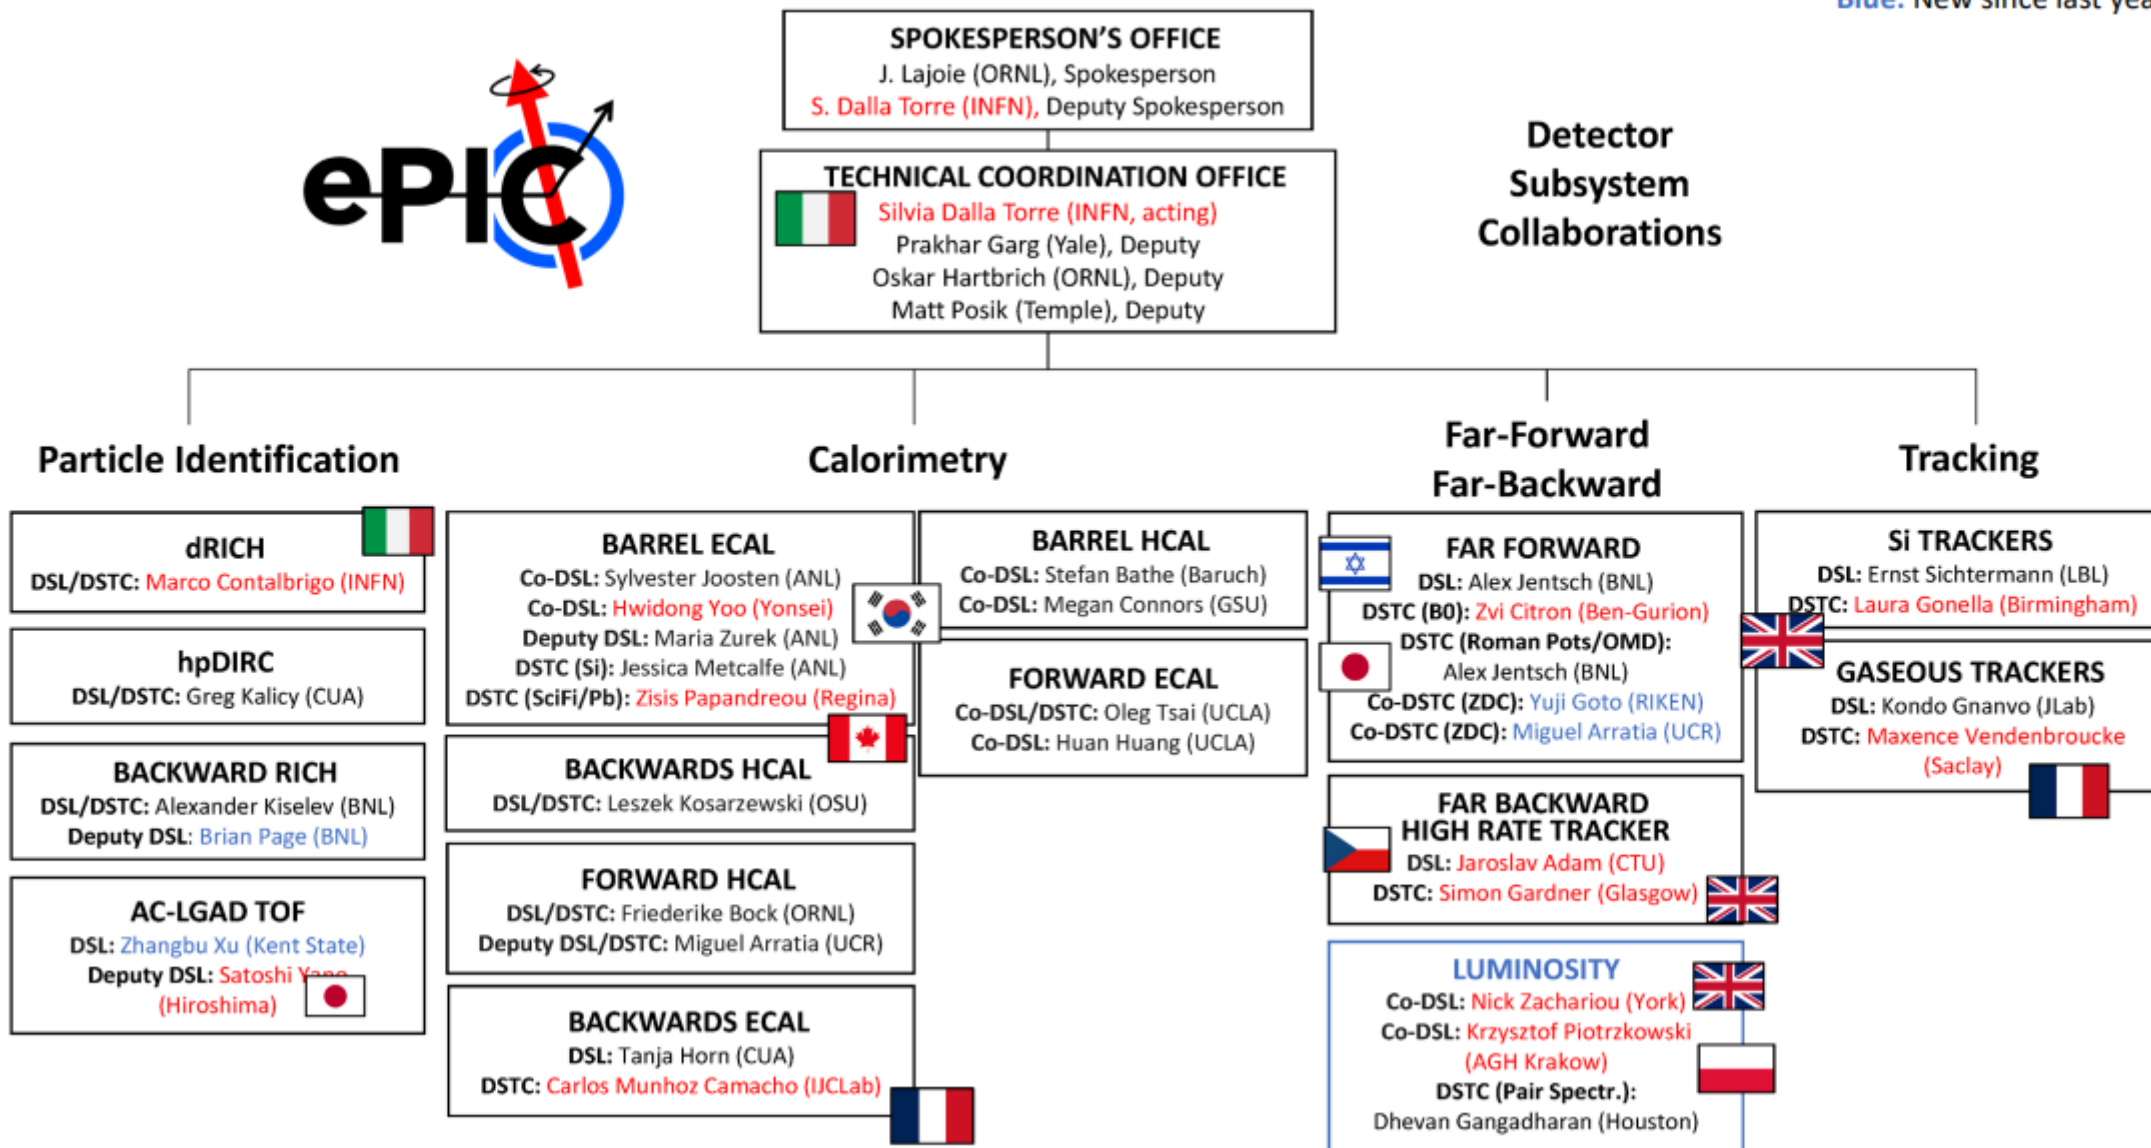 Blue: New since last yea
SPOKESPERSON'S OFFICE
J. Lajoie (ORNL), Spokesperson
S. Dalla Torre (INFN), Deputy Spokesperson
ePIC
TECHNICAL COORDINATION OFFICE
Silvia Dalla Torre (INFN, acting)
Prakhar Garg (Yale), Deputy
Oskar Hartbrich (ORNL), Deputy
Matt Posik (Temple), Deputy
Detector
Subsystem
Collaborations
Particle Identification
dRICH
DSL/DSTC: Marco Contalbrigo (INFN)
hpDIRC
DSL/DSTC: Greg Kalicy (CUA)
BACKWARD RICH
DSL/DSTC: Alexander Kiselev (BNL)
Deputy DSL: Brian Page (BNL)
AC-LGAD TOF
DSL: Zhangbu Xu (Kent State)
Deputy DSL: Satoshi Yano
(Hiroshima)
Calorimetry
BARREL ECAL
Co-DSL: Sylvester Joosten (ANL)
Co-DSL: Hwidong Yoo (Yonsei)
Deputy DSL: Maria Zurek (ANL)
DSTC (Si): Jessica Metcalfe (ANL)
DSTC (SciFi/Pb): Zisis Papandreou (Regina)
BACKWARDS HCAL
DSL/DSTC: Leszek Kosarzewski (OSU)
FORWARD HCAL
DSL/DSTC: Friederike Bock (ORNL)
Deputy DSL/DSTC: Miguel Arratia (UCR)
BACKWARDS ECAL
DSL: Tanja Horn (CUA)
DSTC: Carlos Munhoz Camacho (IJCLab)
BARREL HCAL
Co-DSL: Stefan Bathe (Baruch)
Co-DSL: Megan Connors (GSU)
FORWARD ECAL
Co-DSL/DSTC: Oleg Tsai (UCLA)
Co-DSL: Huan Huang (UCLA)
Far-Forward
Far-Backward
FAR FORWARD
DSL: Alex Jentsch (BNL)
DSTC (B0): Zvi Citron (Ben-Gurion)
DSTC (Roman Pots/OMD):
Alex Jentsch (BNL)
Co-DSTC (ZDC): Yuji Goto (RIKEN)
Co-DSTC (ZDC): Miguel Arratia (UCR)
FAR BACKWARD
HIGH RATE TRACKER
DSL: Jaroslav Adam (CTU)
DSTC: Simon Gardner (Glasgow)
LUMINOSITY
Co-DSL: Nick Zachariou (York)
Co-DSL: Krzysztof Piotrzkowski
(AGH Krakow)
DSTC (Pair Spectr.):
Dhevan Gangadharan (Houston)
Tracking
Si TRACKERS
DSL: Ernst Sichtermann (LBL)
DSTC: Laura Gonella (Birmingham)
GASEOUS TRACKERS
DSL: Kondo Gnanvo (JLab)
DSTC: Maxence Vendenbroucke
(Saclay)